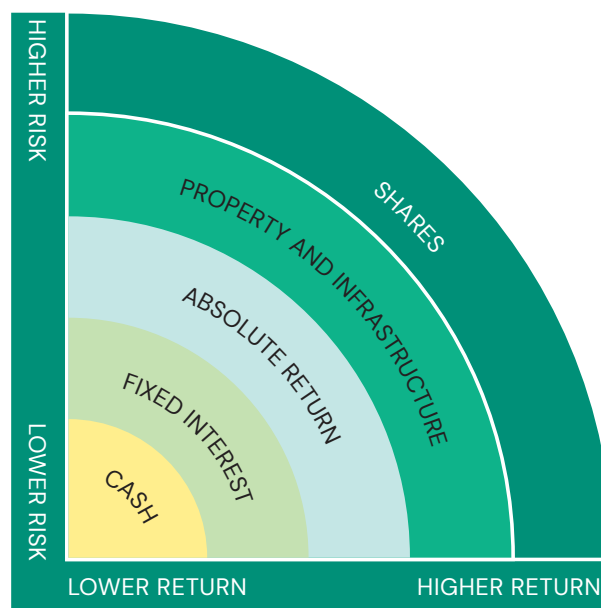 HIGHER RISK
SHARES
PROPERTY AND INFRASTRUCTURE
ABSOLUTE RETURN
FIXED INTEREST
CASH
LOWER RISK
LOWER RETURN
HIGHER RETURN